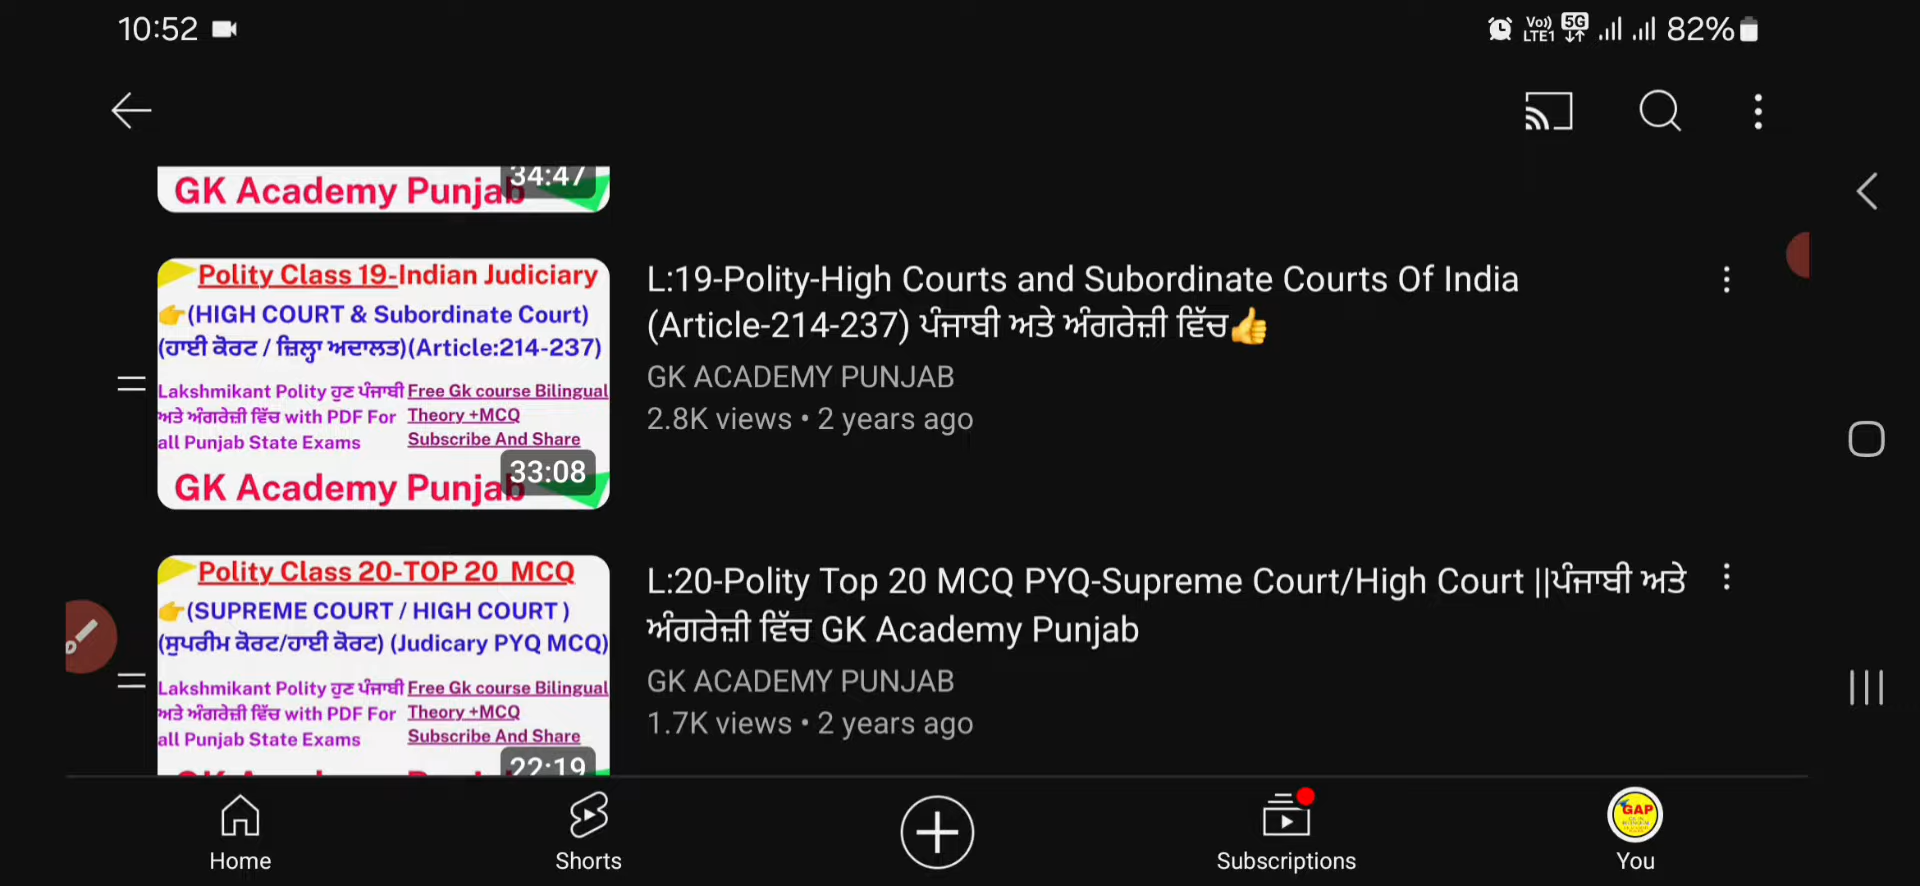 10:52
Vo)) LTE1 5G 82%
34:47
GK Academy Punjab
Polity Class 19-Indian Judiciary
(HIGH COURT & Subordinate Court)
(ਹਾਈ ਕੋਰਟ / ਜ਼ਿਲ੍ਹਾ ਅਦਾਲਤ)(Article:214-237)
Lakshmikant Polity ਹੁਣ ਪੰਜਾਬੀ Free Gk course Bilingual
ਅਤੇ ਅੰਗਰੇਜ਼ੀ ਵਿੱਚ with PDF For Theory +MCQ
all Punjab State Exams Subscribe And Share
33:08
GK Academy Punjab
L:19-Polity-High Courts and Subordinate Courts Of India
(Article-214-237) ਪੰਜਾਬੀ ਅਤੇ ਅੰਗਰੇਜ਼ੀ ਵਿੱਚ👍
GK ACADEMY PUNJAB
2.8K views • 2 years ago
Polity Class 20-TOP 20 MCQ
(SUPREME COURT / HIGH COURT )
(ਸੁਪਰੀਮ ਕੋਰਟ/ਹਾਈ ਕੋਰਟ) (Judicary PYQ MCQ)
Lakshmikant Polity ਹੁਣ ਪੰਜਾਬੀ Free Gk course Bilingual
ਅਤੇ ਅੰਗਰੇਜ਼ੀ ਵਿੱਚ with PDF For Theory +MCQ
all Punjab State Exams Subscribe And Share
22:19
L:20-Polity Top 20 MCQ PYQ-Supreme Court/High Court ||ਪੰਜਾਬੀ ਅਤੇ
ਅੰਗਰੇਜ਼ੀ ਵਿੱਚ GK Academy Punjab
GK ACADEMY PUNJAB
1.7K views • 2 years ago
Home
Shorts
Subscriptions
GAP
You